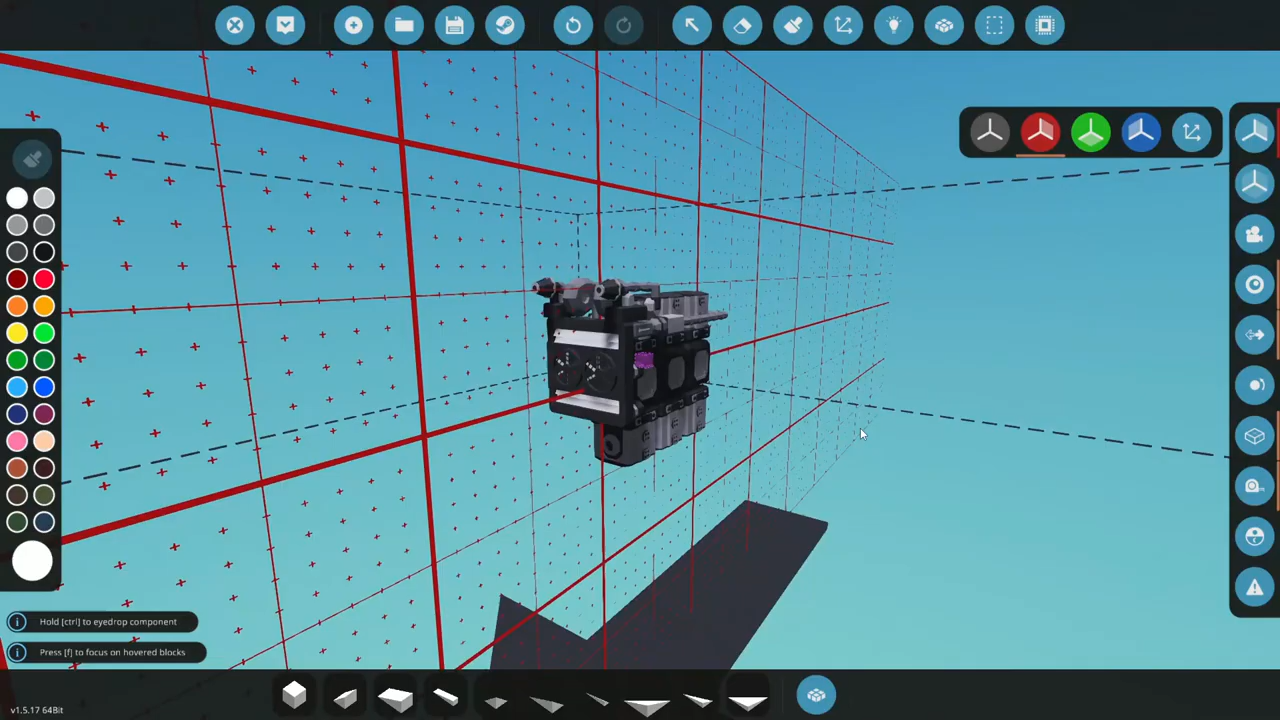 Hold [ctrl] to eyedrop component
Press [f] to focus on hovered blocks
v1.5.17 64Bit